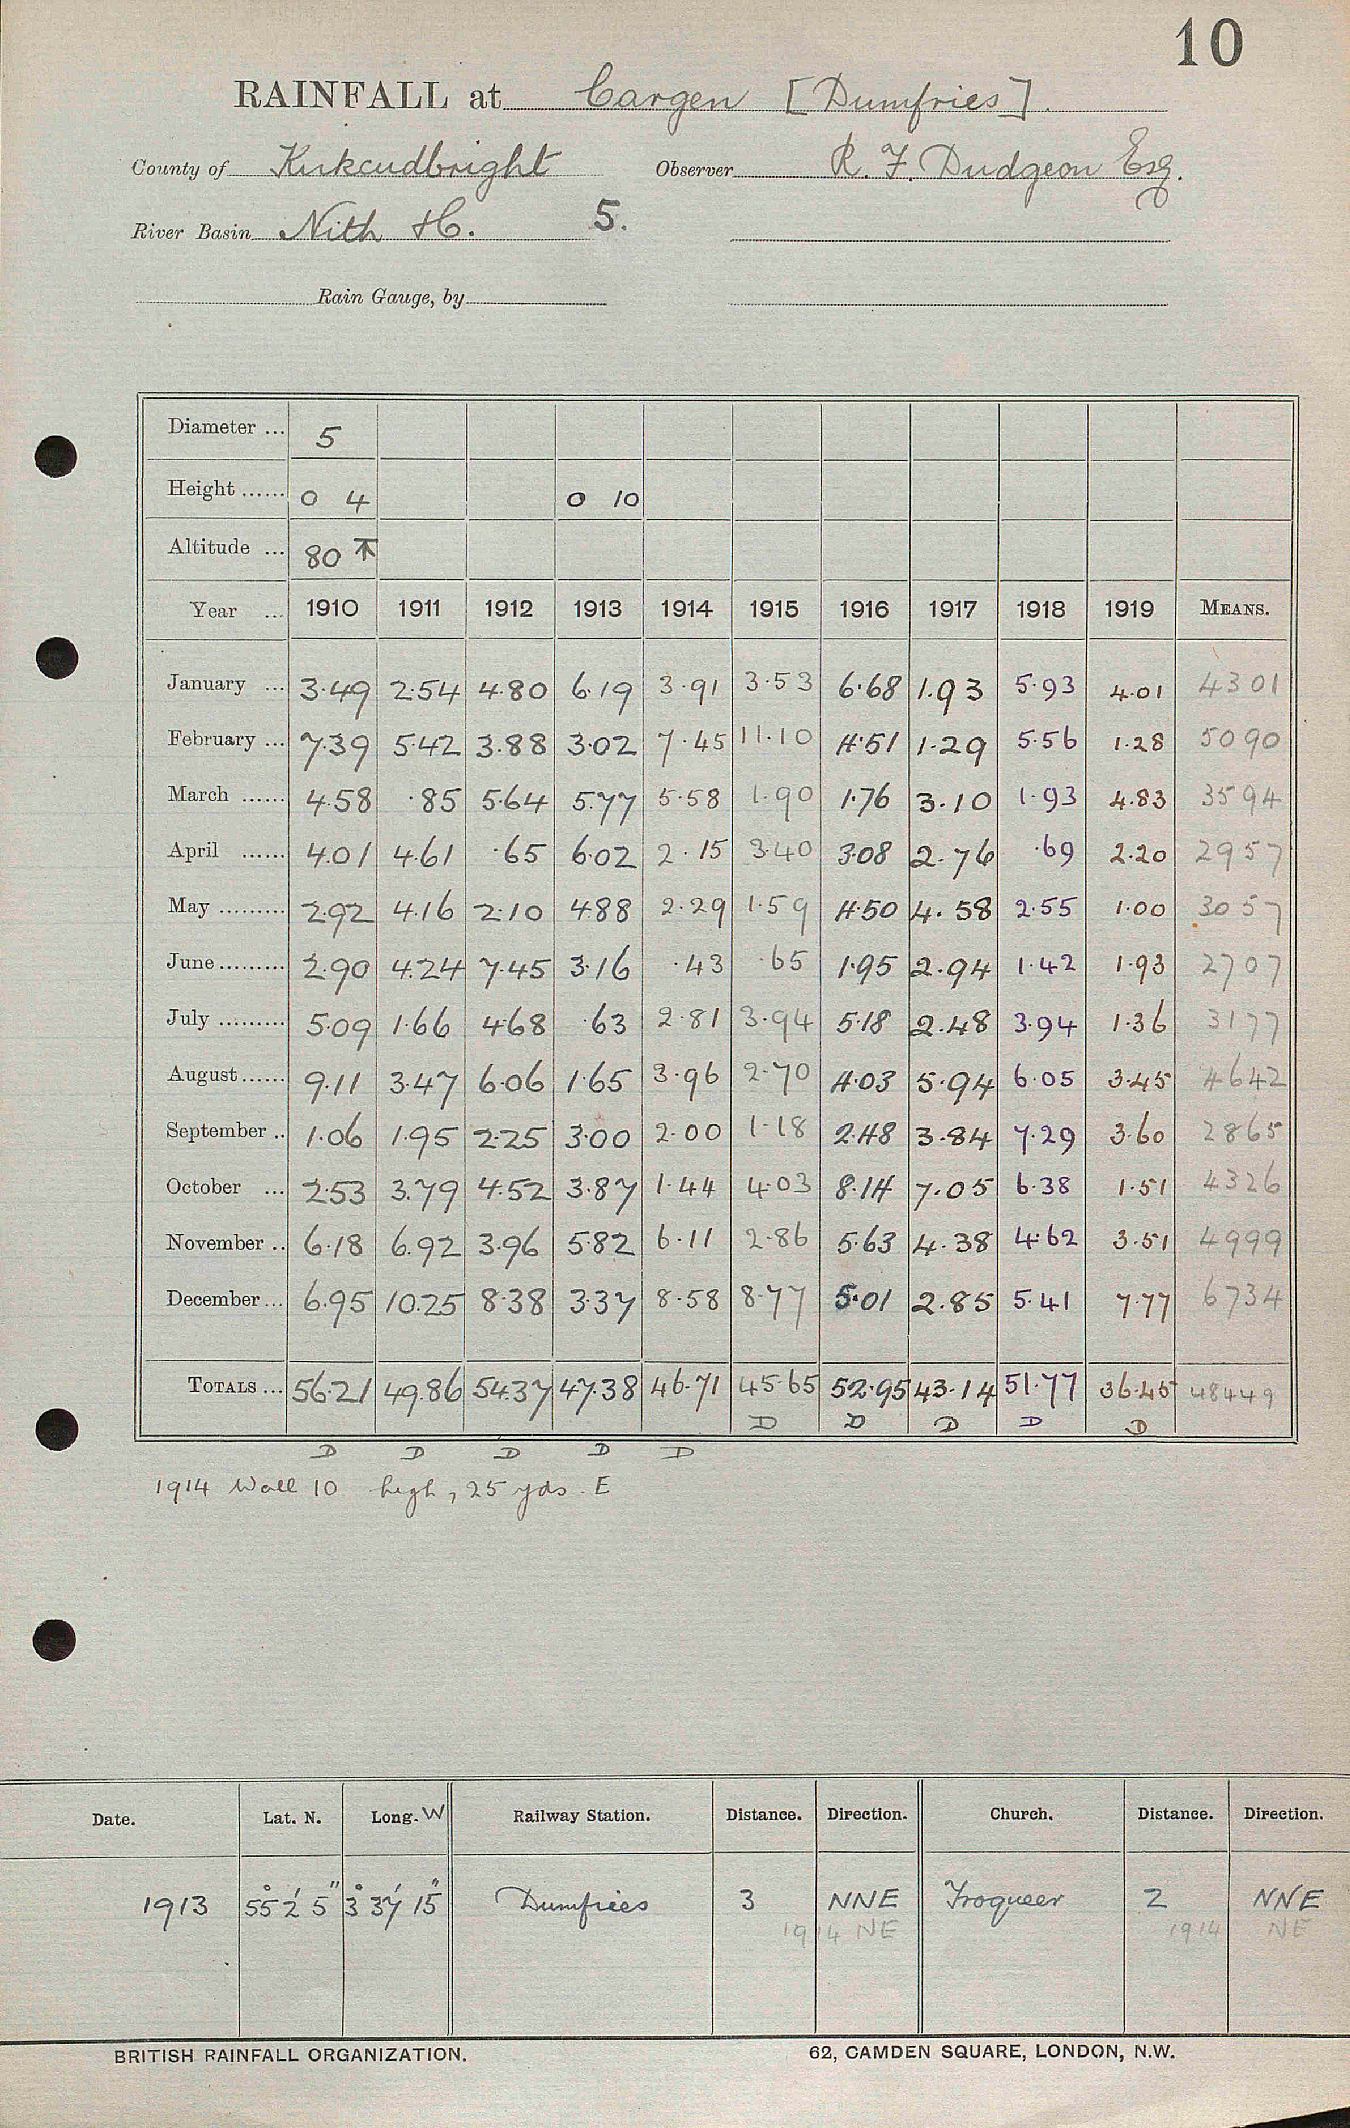 10
RAINFALL at Cargen [Dumfries].
County of Kirkcudbright Observer R. F. Dudgeon Esq.
River Basin Nith &c. 5.
Rain Gauge, by
Diameter ... 5
Height ...... 0 4 0 10
Altitude ... 80 T
Year ... 1910 1911 1912 1913 1914 1915 1916 1917 1918 1919 MEANS.
January ... 3.49 2.54 4.80 6.19 3.91 3.53 6.68 1.93 5.93 4.01 4301
February ... 7.39 5.42 3.88 3.02 7.45 11.10 4.51 1.29 5.56 1.28 5090
March ...... 4.58 .85 5.64 5.77 5.58 1.90 1.76 3.10 1.93 4.83 3594
April ...... 4.01 4.61 .65 6.02 2.15 3.40 3.08 2.76 .69 2.20 2957
May ......... 2.92 4.16 2.10 4.88 2.29 1.59 4.50 4.58 2.55 1.00 3057
June ......... 2.90 4.24 7.45 3.16 .43 .65 1.95 2.94 1.42 1.93 2707
July ......... 5.09 1.66 4.68 .63 2.81 3.94 5.18 2.48 3.94 1.36 3177
August ...... 9.11 3.47 6.06 1.65 3.96 2.70 4.03 5.94 6.05 3.45 4642
September .. 1.06 1.95 2.25 3.00 2.00 1.18 2.48 3.84 7.29 3.60 2865
October ... 2.53 3.79 4.52 3.87 1.44 4.03 8.14 7.05 6.38 1.51 4326
November .. 6.18 6.92 3.96 5.82 6.11 2.86 5.63 4.38 4.62 3.51 4999
December ... 6.95 10.25 8.38 3.37 8.58 8.77 5.01 2.85 5.41 7.77 6734
TOTALS ... 56.21 49.86 54.37 47.38 46.71 45.65 52.95 43.14 51.77 36.45 48449
D D D D D
D D D D D
1914 Wall 10 high, 25 yds. E
Date. Lat. N. Long. W Railway Station. Distance. Direction. Church. Distance. Direction.
1913 55° 2' 5" 3° 37' 15" Dumfries 3 NNE Troqueer 2 NNE
1914 NE 1914 NE
BRITISH RAINFALL ORGANIZATION. 62, CAMDEN SQUARE, LONDON, N.W.